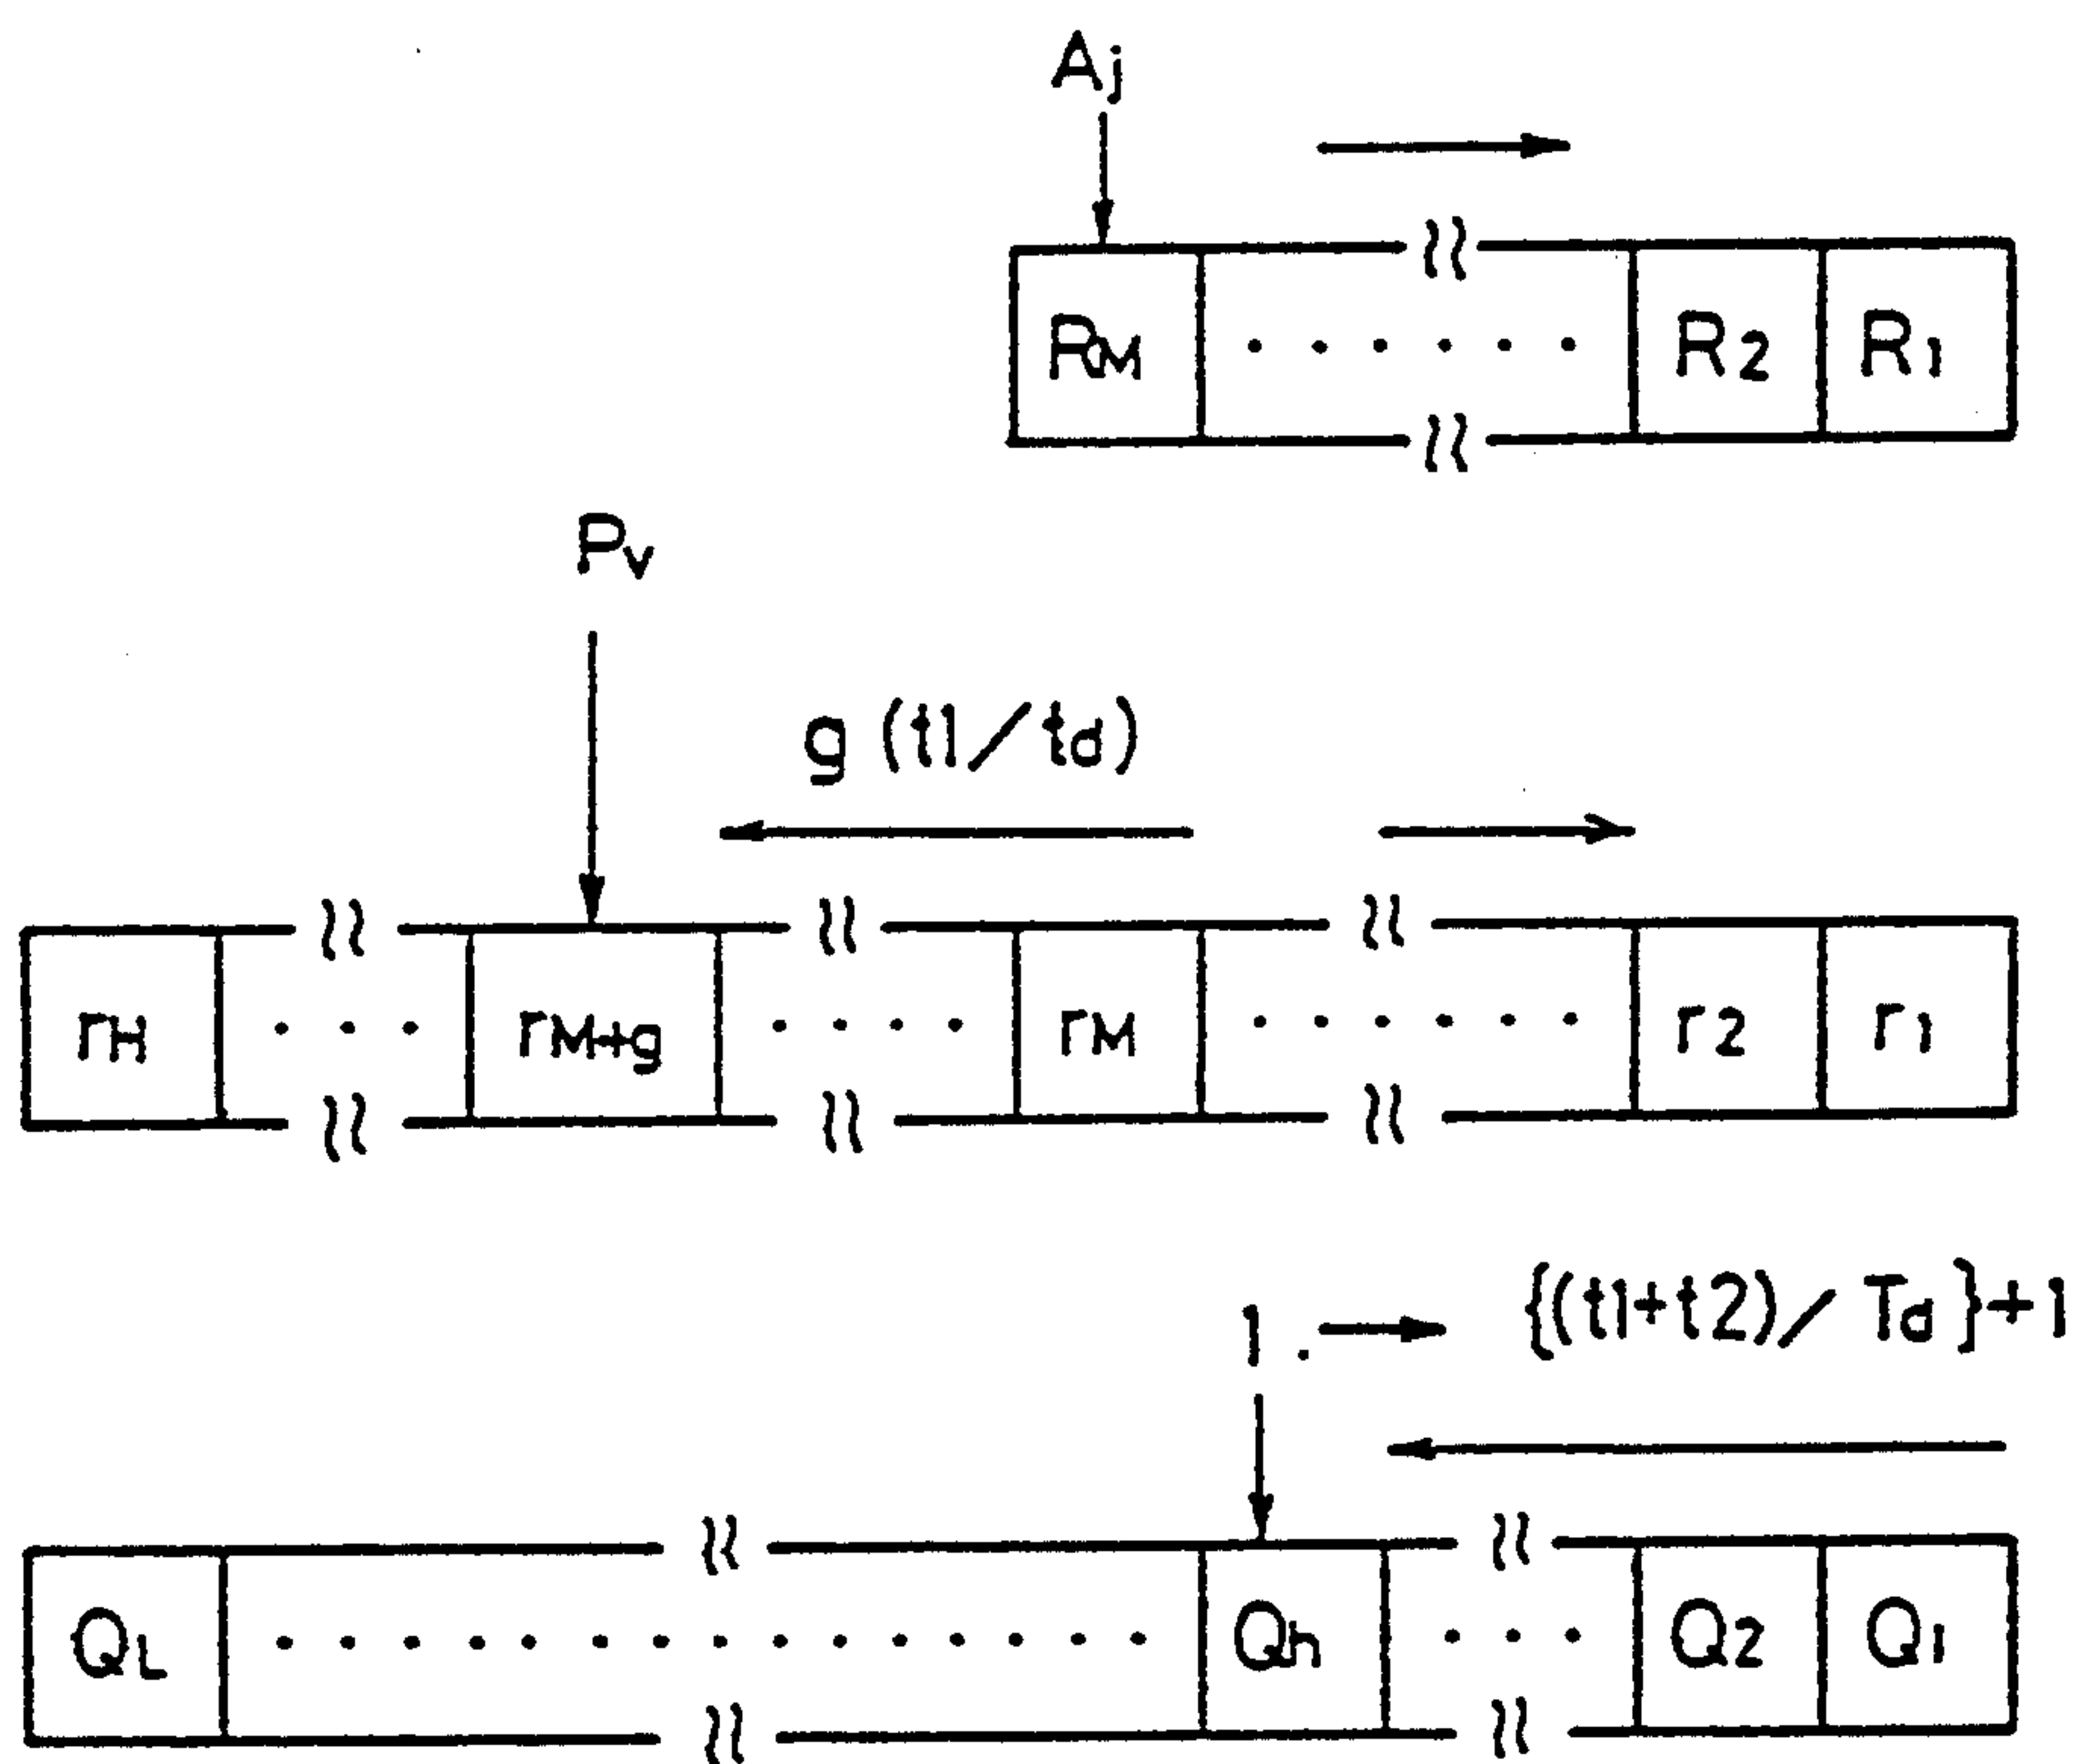 Aj
RM · · · · · · R2 R1
Pv
g (t1/td)
rH · · · rM+g · · · · rM · · · · · · r2 r1
1. {(t1+t2)/Td}+1
QL · · · · · · · · · · · · · · · Qh · · · Q2 Q1